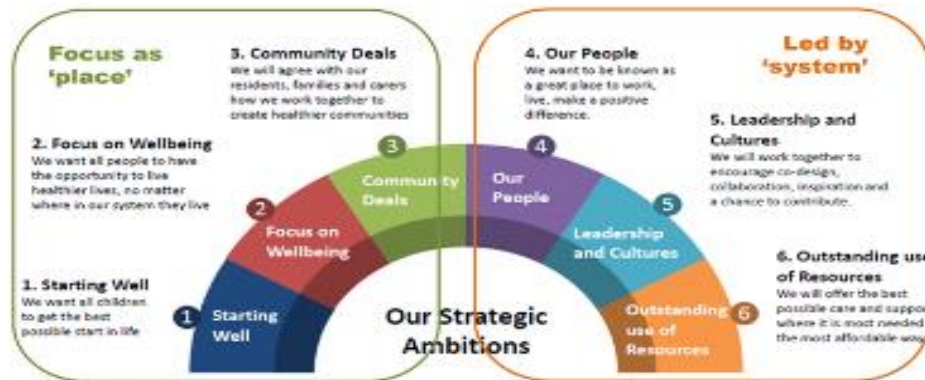 Focus as
'place'
3. Community Deals
We will agree with our
residents, families and carers
how we work together to
create healthier communities
2. Focus on Wellbeing
We want all people to have
the opportunity to live
healthier lives, no matter
where in our system they live
1. Starting Well
We want all children
to get the best
possible start in life
4. Our People
We want to be known as
a great place to work,
live, make a positive
difference.
Led by
'system'
5. Leadership and
Cultures
We will work together to
encourage co-design,
collaboration, inspiration and
a chance to contribute.
6. Outstanding use
of Resources
We will offer the best
possible care and suppor
where it is most needed
the most affordable way
1
Starting
Well
2
Focus on
Wellbeing
3
Community
Deals
4
Our
People
5
Leadership
and Cultures
6
Outstanding
use of
Resources
Our Strategic
Ambitions